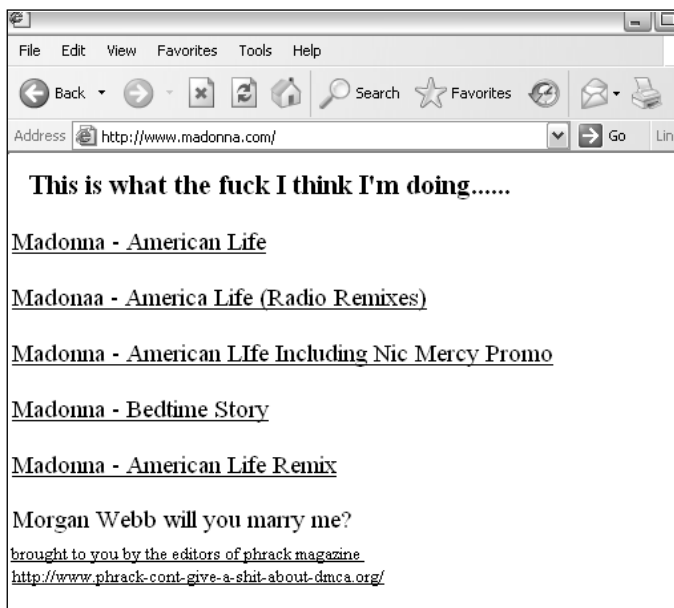 File Edit View Favorites Tools Help
Back Search Favorites
Address http://www.madonna.com/ Go Lin
This is what the fuck I think I'm doing......
Madonna - American Life
Madonaa - America Life (Radio Remixes)
Madonna - American LIfe Including Nic Mercy Promo
Madonna - Bedtime Story
Madonna - American Life Remix
Morgan Webb will you marry me?
brought to you by the editors of phrack magazine
http://www.phrack-cont-give-a-shit-about-dmca.org/